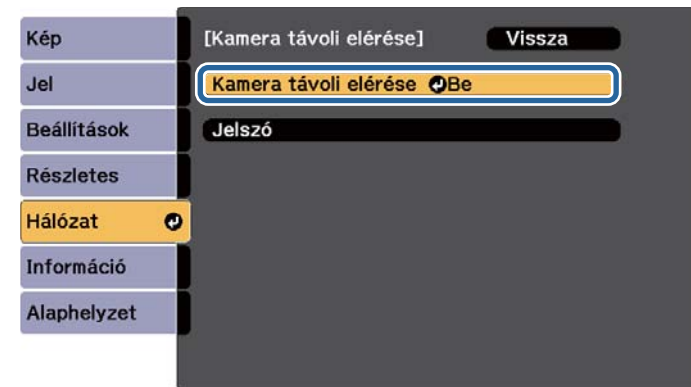 Kép
Jel
Beállítások
Részletes
Hálózat
Információ
Alaphelyzet
[Kamera távoli elérése] Vissza
Kamera távoli elérése Be
Jelszó